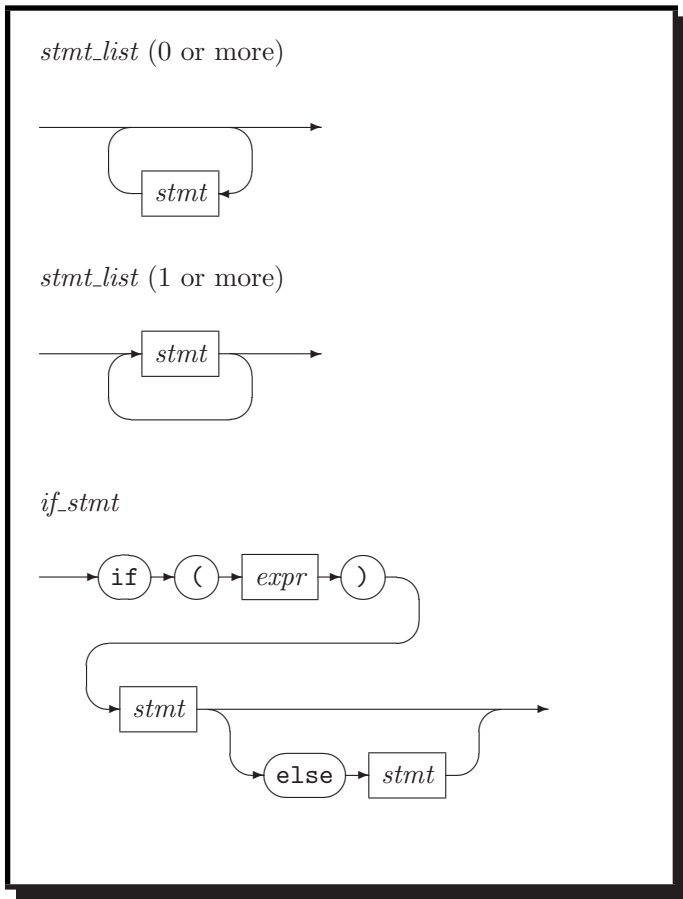 stmt_list (0 or more)
stmt
stmt_list (1 or more)
stmt
if_stmt
if ( expr )
stmt
else stmt